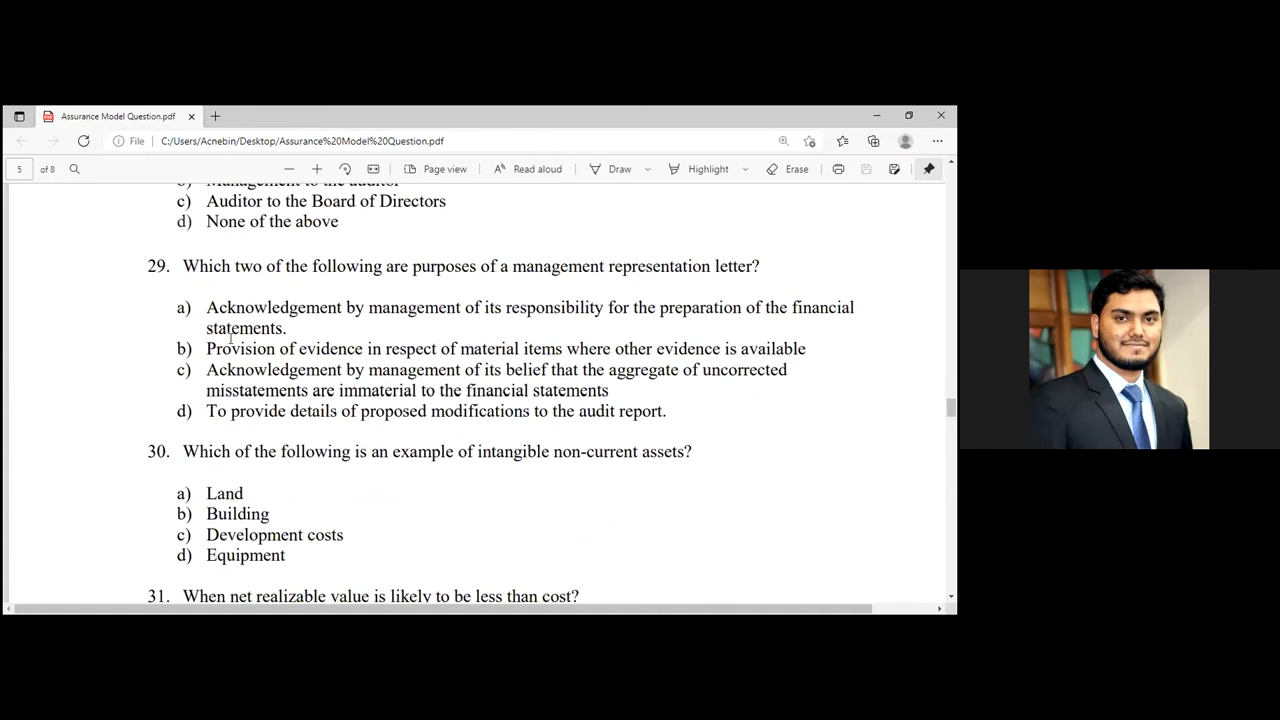 Assurance Model Question.pdf
File C:/Users/Acnebin/Desktop/Assurance%20Model%20Question.pdf
5 of 8 Page view Read aloud Draw Highlight Erase
b) Management to the auditor
c) Auditor to the Board of Directors
d) None of the above
29. Which two of the following are purposes of a management representation letter?
a) Acknowledgement by management of its responsibility for the preparation of the financial
statements.
b) Provision of evidence in respect of material items where other evidence is available
c) Acknowledgement by management of its belief that the aggregate of uncorrected
misstatements are immaterial to the financial statements
d) To provide details of proposed modifications to the audit report.
30. Which of the following is an example of intangible non-current assets?
a) Land
b) Building
c) Development costs
d) Equipment
31. When net realizable value is likely to be less than cost?